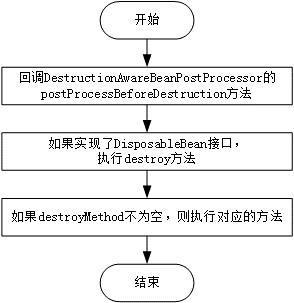 开始
回调DestructionAwareBeanPostProcessor的
postProcessBeforeDestruction方法
如果实现了DisposableBean接口，
执行destroy方法
如果destroyMethod不为空，则执行对应的方法
结束